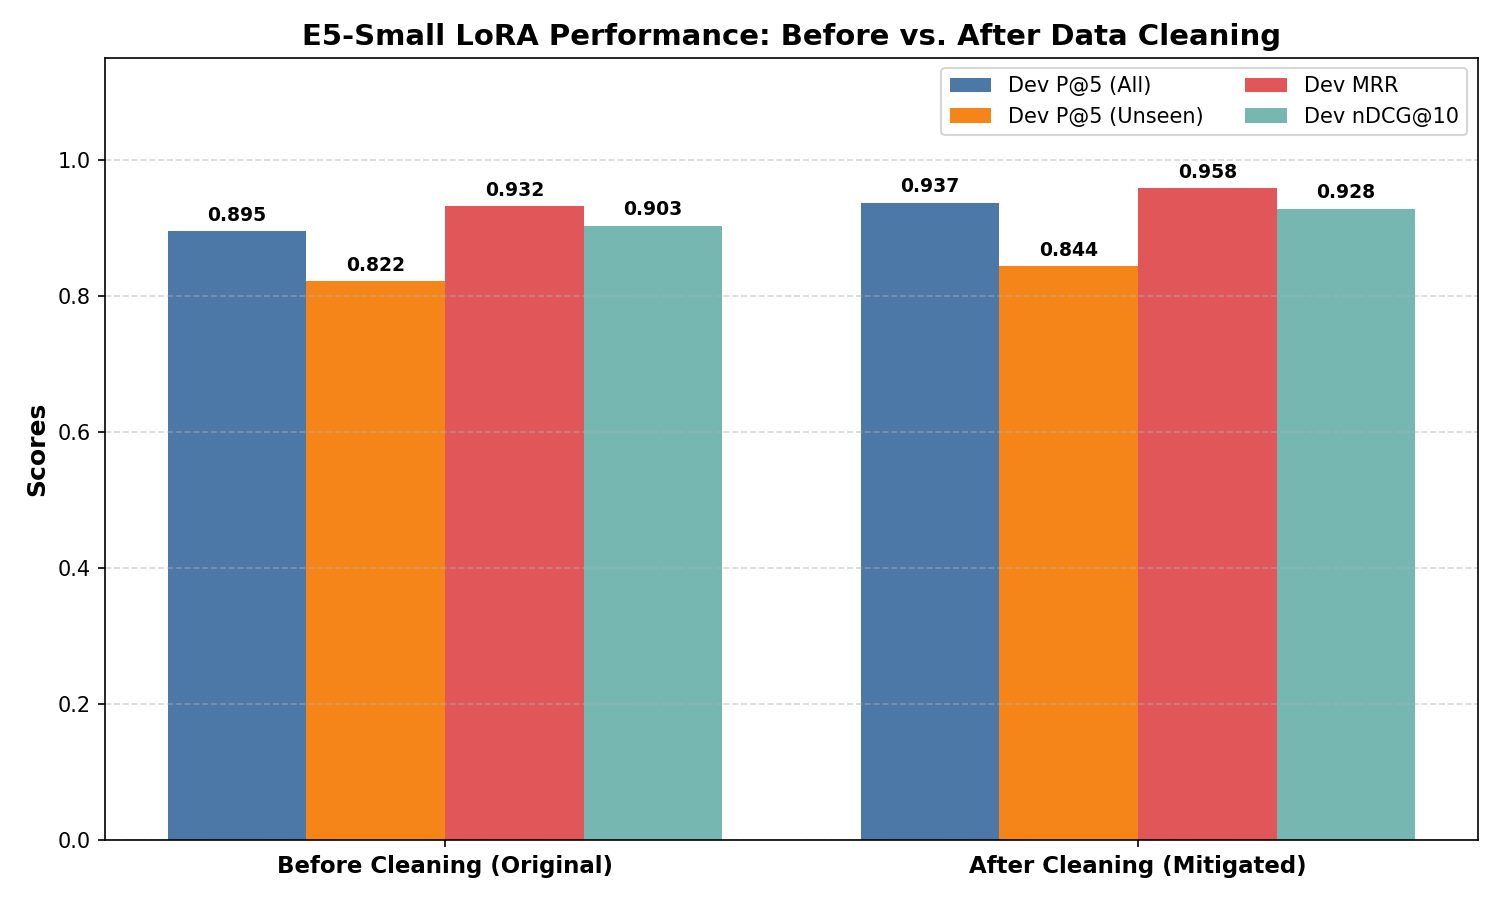 E5-Small LoRA Performance: Before vs. After Data Cleaning
Dev P@5 (All)
Dev P@5 (Unseen)
Dev MRR
Dev nDCG@10
Scores
1.0
0.8
0.6
0.4
0.2
0.0
0.895
0.822
0.932
0.903
0.937
0.844
0.958
0.928
Before Cleaning (Original)
After Cleaning (Mitigated)